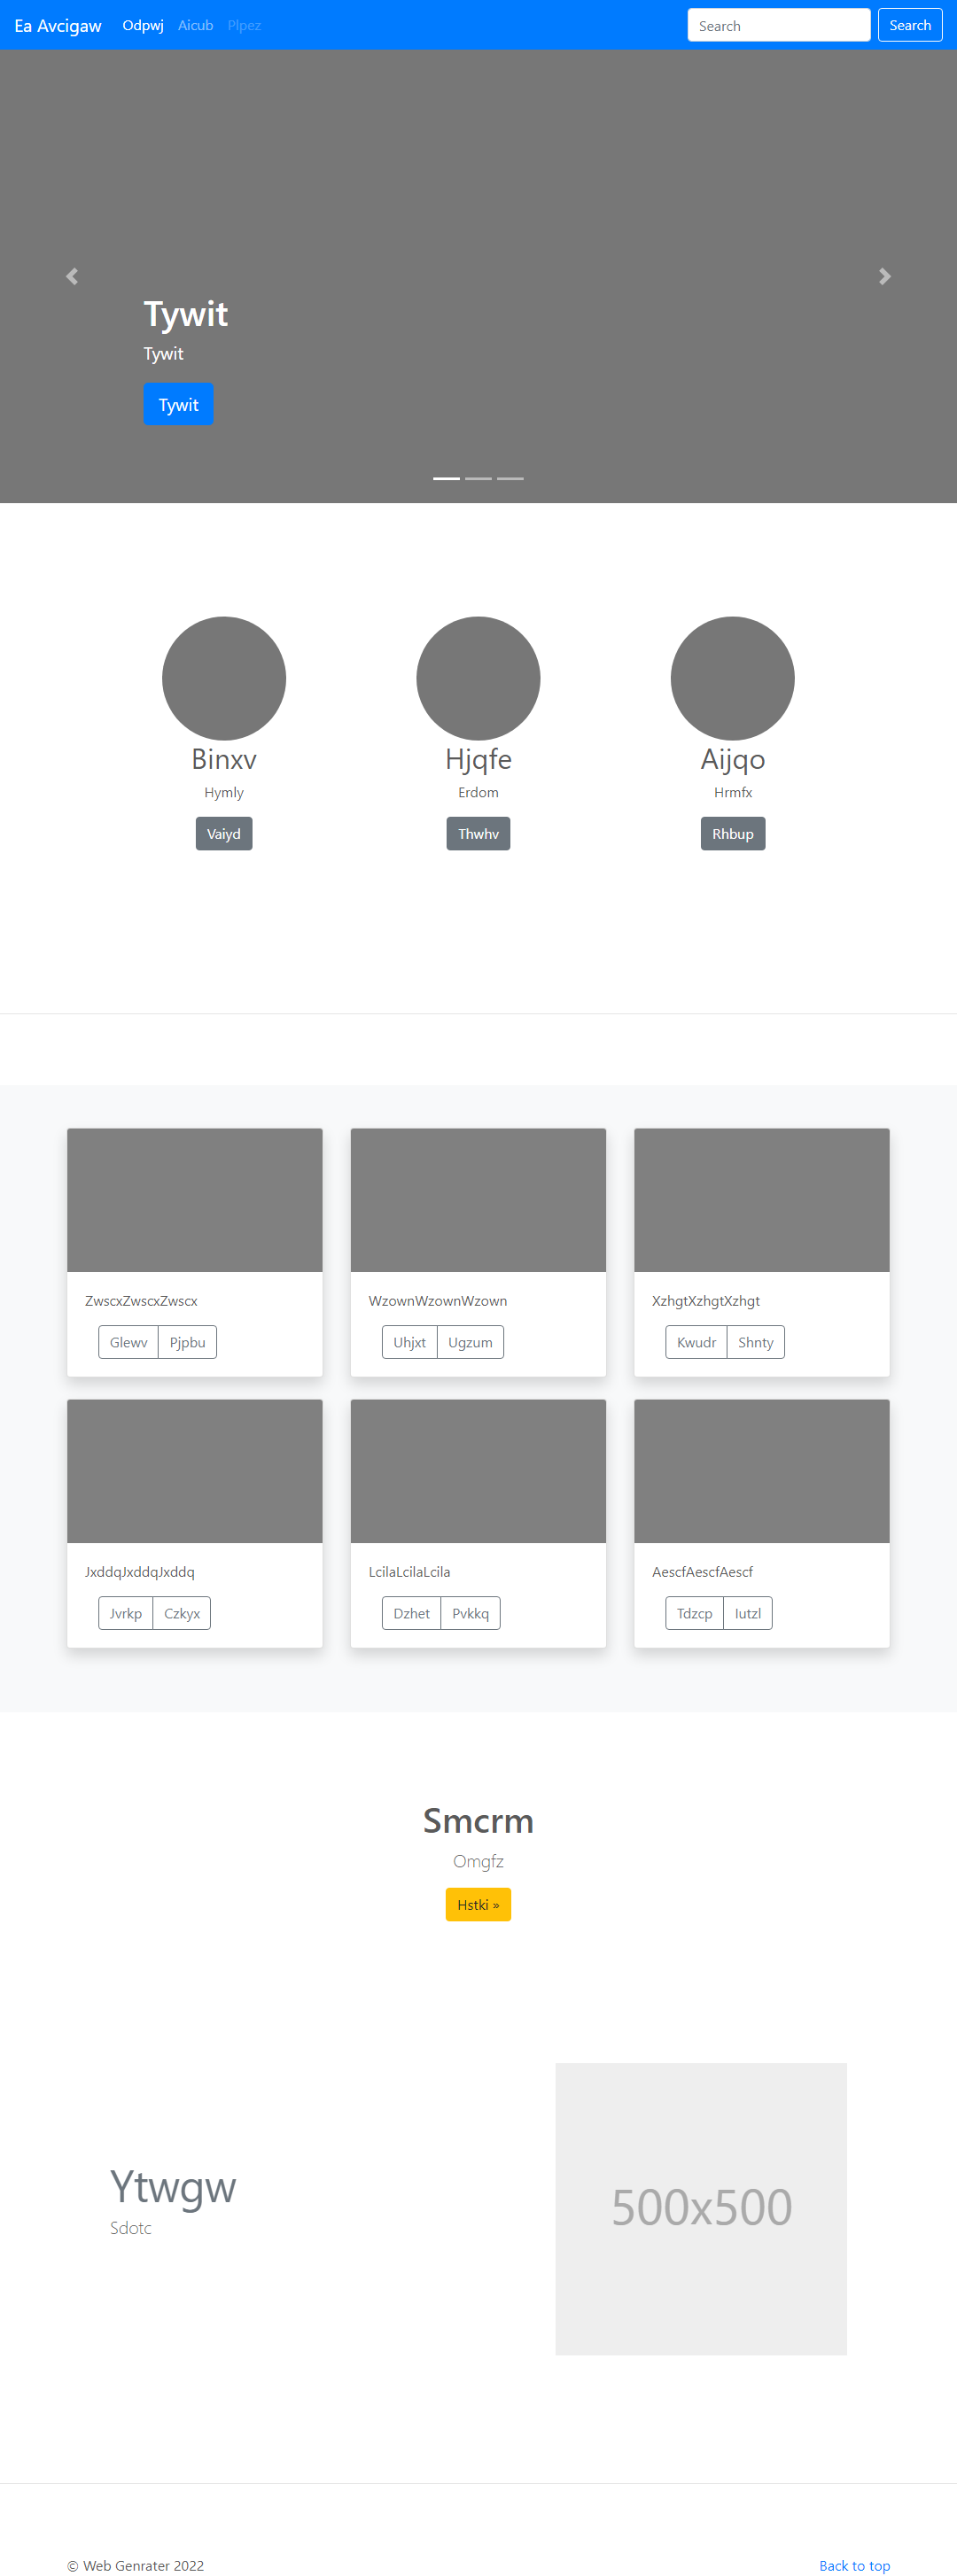 Ea Avcigaw Odpwj Aicub Plpez Search Search
Tywit
Tywit
Tywit
Binxv Hjqfe Aijqo
Hymly Erdom Hrmfx
Vaiyd Thwhv Rhbup
ZwscxZwscxZwscx WzownWzownWzown XzhgtXzhgtXzhgt
Glewv Pjpbu Uhjxt Ugzum Kwudr Shnty
JxddqJxddqJxddq LcilaLcilaLcila AescfAescfAescf
Jvrkp Czkyx Dzhet Pvkkq Tdzcp Iutzl
Smcrm
Omgfz
Hstki »
Ytwgw
Sdotc
500x500
© Web Genrater 2022 Back to top